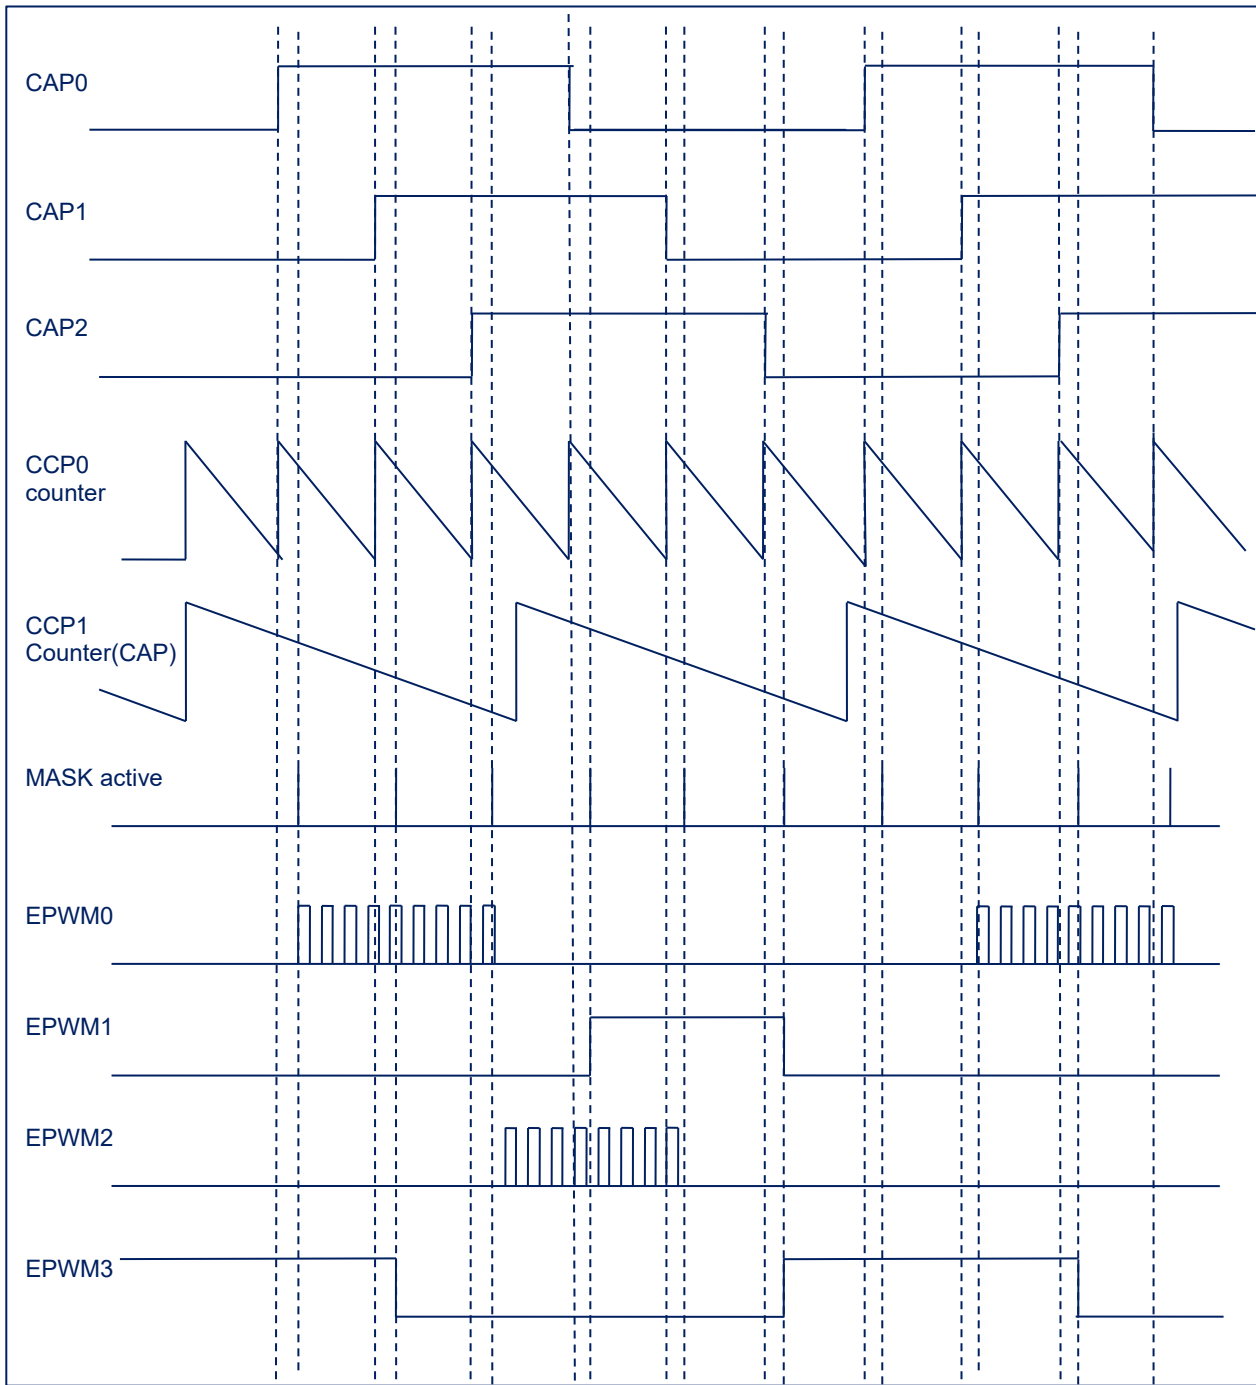 CAP0
CAP1
CAP2
CCP0
counter
CCP1
Counter(CAP)
MASK active
EPWM0
EPWM1
EPWM2
EPWM3